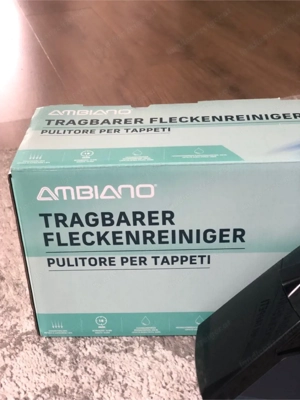 AMBIANO
TRAGBARER FLECKENREINIGER
PULITORE PER TAPPETI
AMBIANO
TRAGBARER
FLECKENREINIGER
PULITORE PER TAPPETI